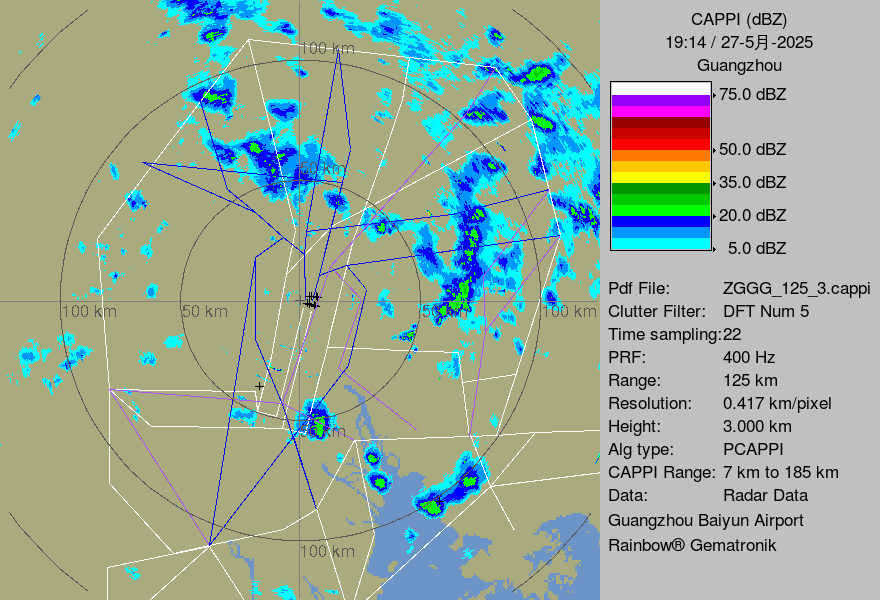 CAPPI (dBZ)
19:14 / 27-5月-2025
Guangzhou
75.0 dBZ
50.0 dBZ
35.0 dBZ
20.0 dBZ
5.0 dBZ
Pdf File: ZGGG_125_3.cappi
Clutter Filter: DFT Num 5
Time sampling:22
PRF: 400 Hz
Range: 125 km
Resolution: 0.417 km/pixel
Height: 3.000 km
Alg type: PCAPPI
CAPPI Range: 7 km to 185 km
Data: Radar Data
Guangzhou Baiyun Airport
Rainbow® Gematronik
100 km
50 km
100 km
50 km
50 km
100 km
50 km
100 km